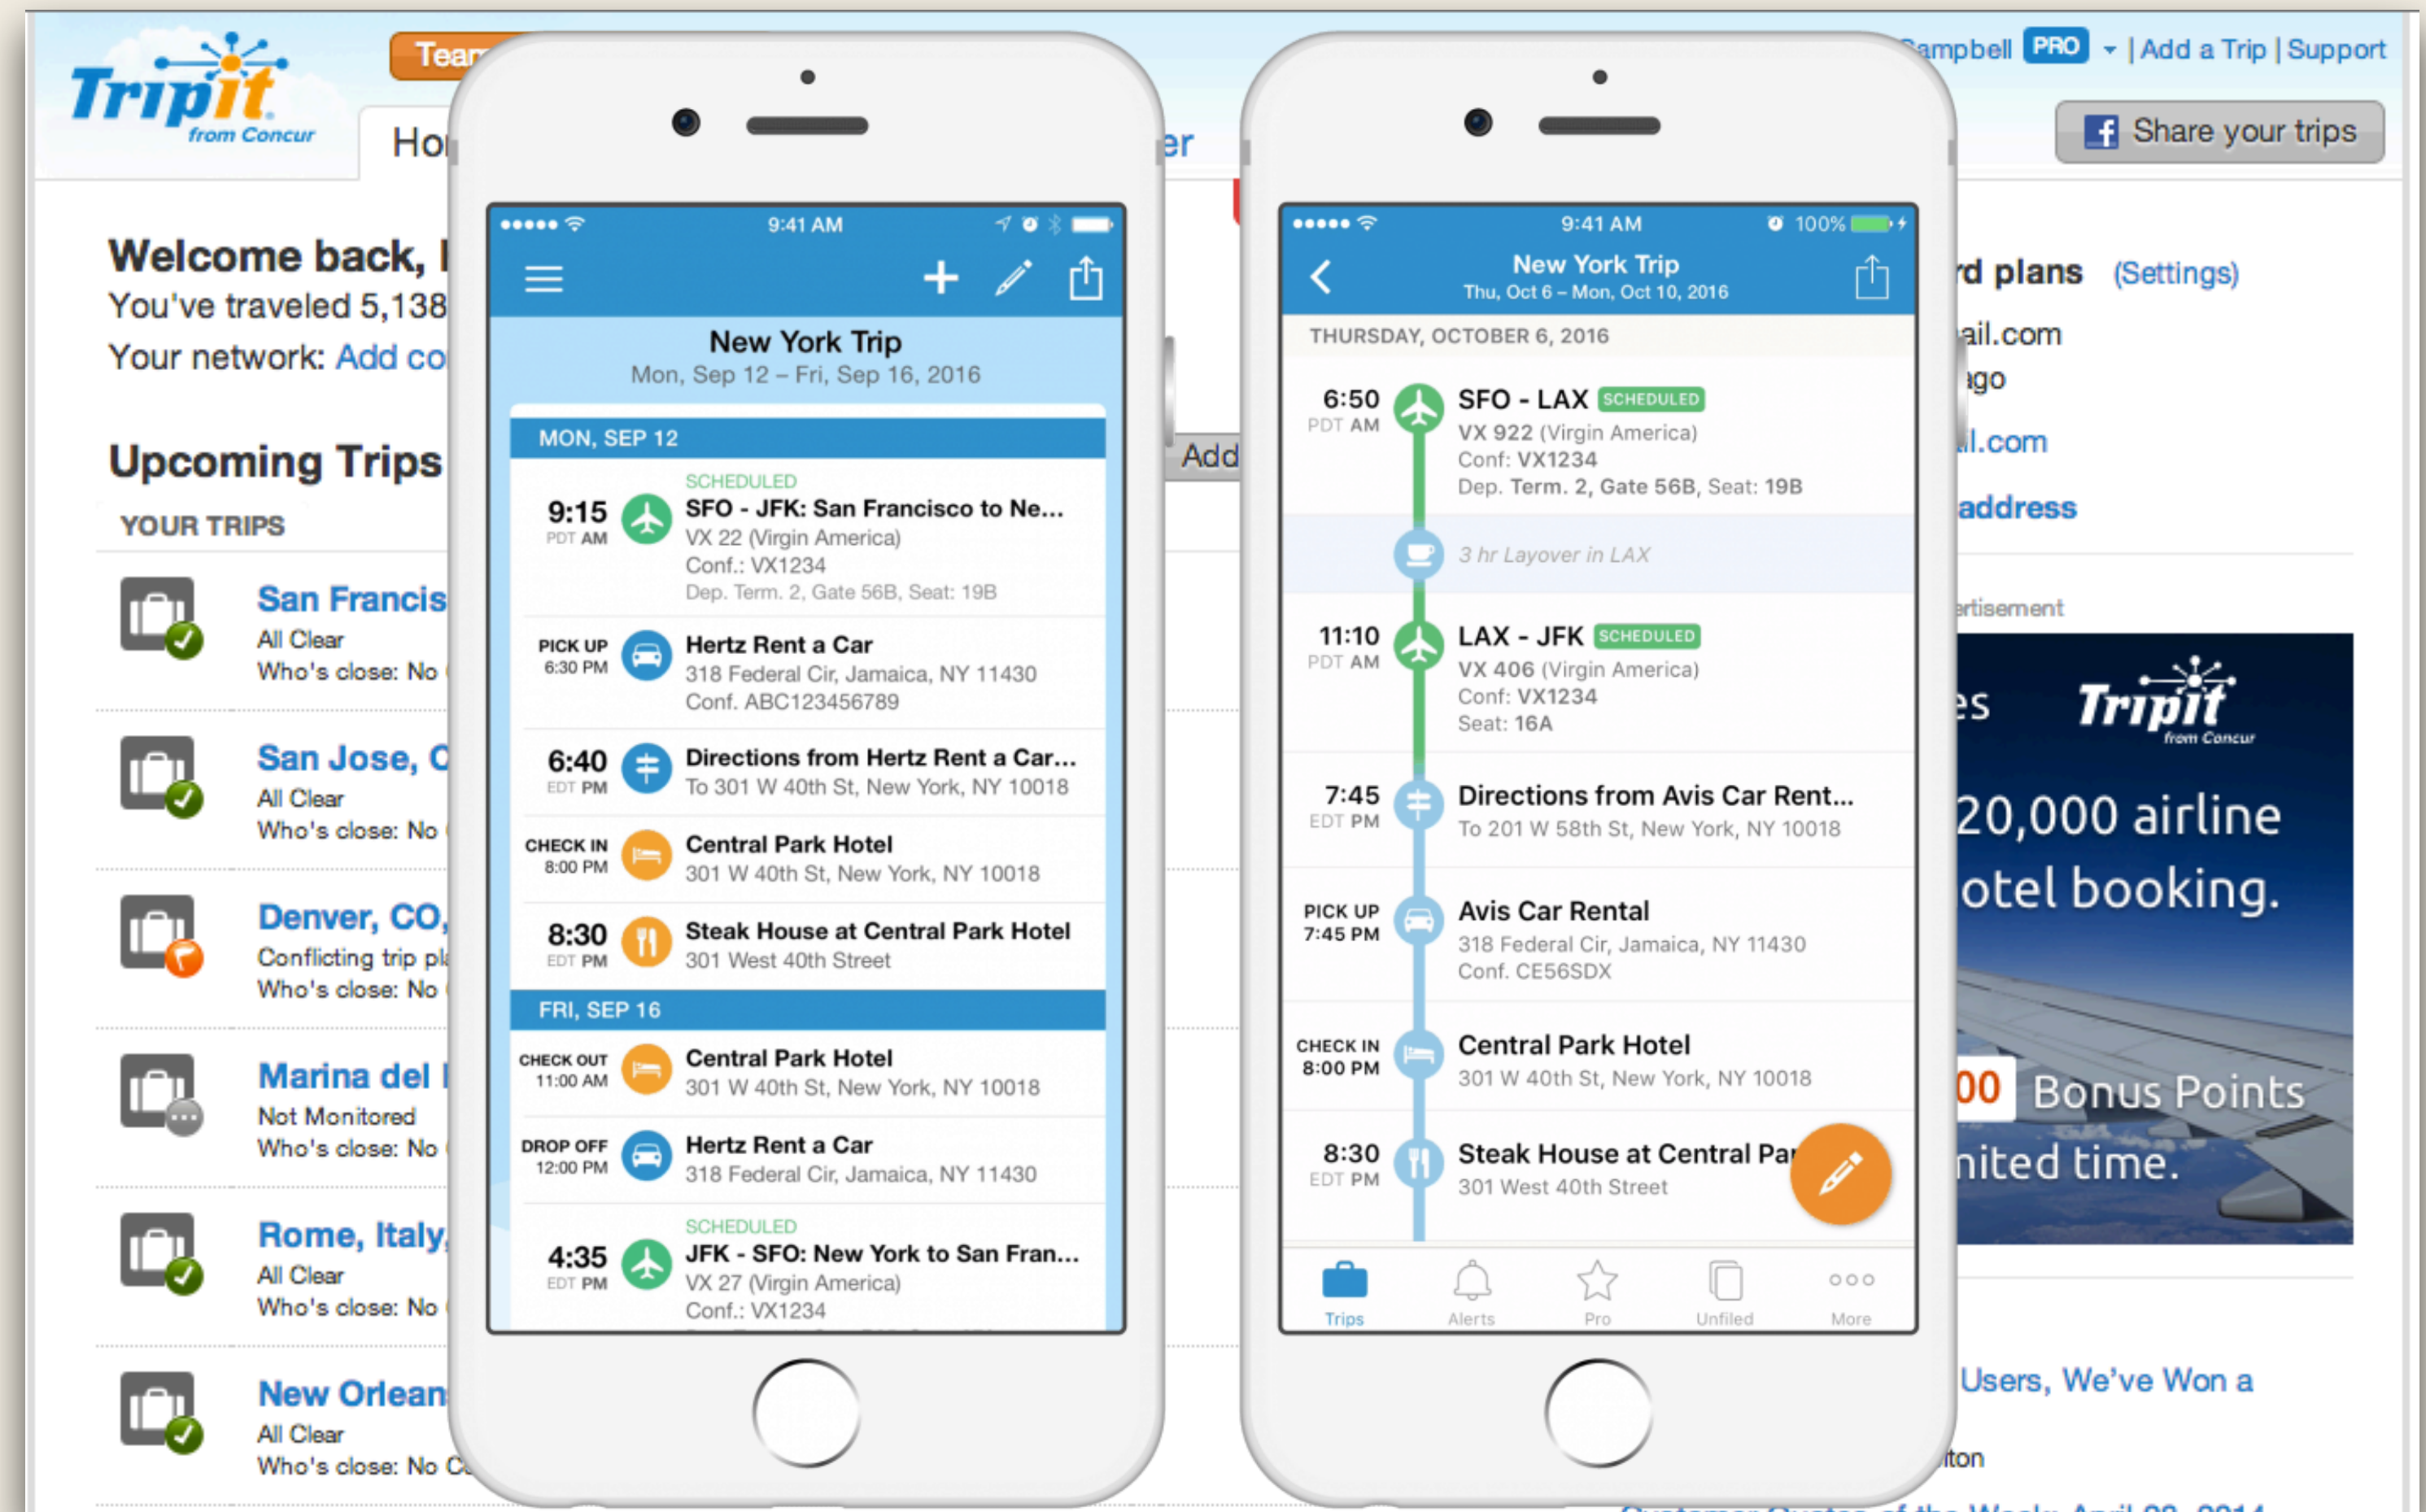 Tripit
from Concur
PRO
| Add a Trip | Support
Share your trips
Welcome back,
You've traveled 5,138
Your network: Add
Upcoming Trips
YOUR TRIPS
San
All Clear
Who's close: No
San Jose,
All Clear
Who's close: No
Denver, CO,
Conflicting trip
Who's close: No
Marina del
Not Monitored
Who's close: No
Rome, Italy,
All Clear
Who's close: No
New
All Clear
Who's close: No
Add
9:41 AM
New York Trip
Mon, Sep 12 – Fri, Sep 16, 2016
MON, SEP 12
SCHEDULED
9:15 SFO - JFK: San Francisco to Ne...
PDT AM VX 22 (Virgin America)
Conf.: VX1234
Dep. Term. 2, Gate 56B, Seat: 19B
PICK UP Hertz Rent a Car
6:30 PM 318 Federal Cir, Jamaica, NY 11430
Conf. ABC123456789
6:40 Directions from Hertz Rent a Car...
EDT PM To 301 W 40th St, New York, NY 10018
CHECK IN Central Park Hotel
8:00 PM 301 W 40th St, New York, NY 10018
8:30 Steak House at Central Park Hotel
EDT PM 301 West 40th Street
FRI, SEP 16
CHECK OUT Central Park Hotel
11:00 AM 301 W 40th St, New York, NY 10018
DROP OFF Hertz Rent a Car
12:00 PM 318 Federal Cir, Jamaica, NY 11430
SCHEDULED
4:35 JFK - SFO: New York to San Fran...
EDT PM VX 27 (Virgin America)
Conf.: VX1234
9:41 AM 100%
New York Trip
Thu, Oct 6 – Mon, Oct 10, 2016
THURSDAY, OCTOBER 6, 2016
6:50 SFO - LAX SCHEDULED
PDT AM VX 922 (Virgin America)
Conf: VX1234
Dep. Term. 2, Gate 56B, Seat: 19B
3 hr Layover in LAX
11:10 LAX - JFK SCHEDULED
PDT AM VX 406 (Virgin America)
Conf: VX1234
Seat: 16A
7:45 Directions from Avis Car Rent...
EDT PM To 201 W 58th St, New York, NY 10018
PICK UP Avis Car Rental
7:45 PM 318 Federal Cir, Jamaica, NY 11430
Conf. CE56SDX
CHECK IN Central Park Hotel
8:00 PM 301 W 40th St, New York, NY 10018
8:30 Steak House at Central
EDT PM 301 West 40th Street
Trips Alerts Pro Unfiled More
plans (Settings)
ail.com
ago
il.com
address
Tripit
from Concur
20,000 airline
otel booking.
00 Bonus Points
time.
Users, We've Won a